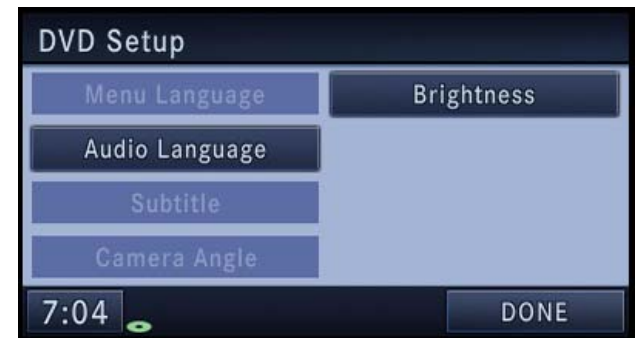 DVD Setup
Menu Language
Brightness
Audio Language
Subtitle
Camera Angle
7:04
DONE